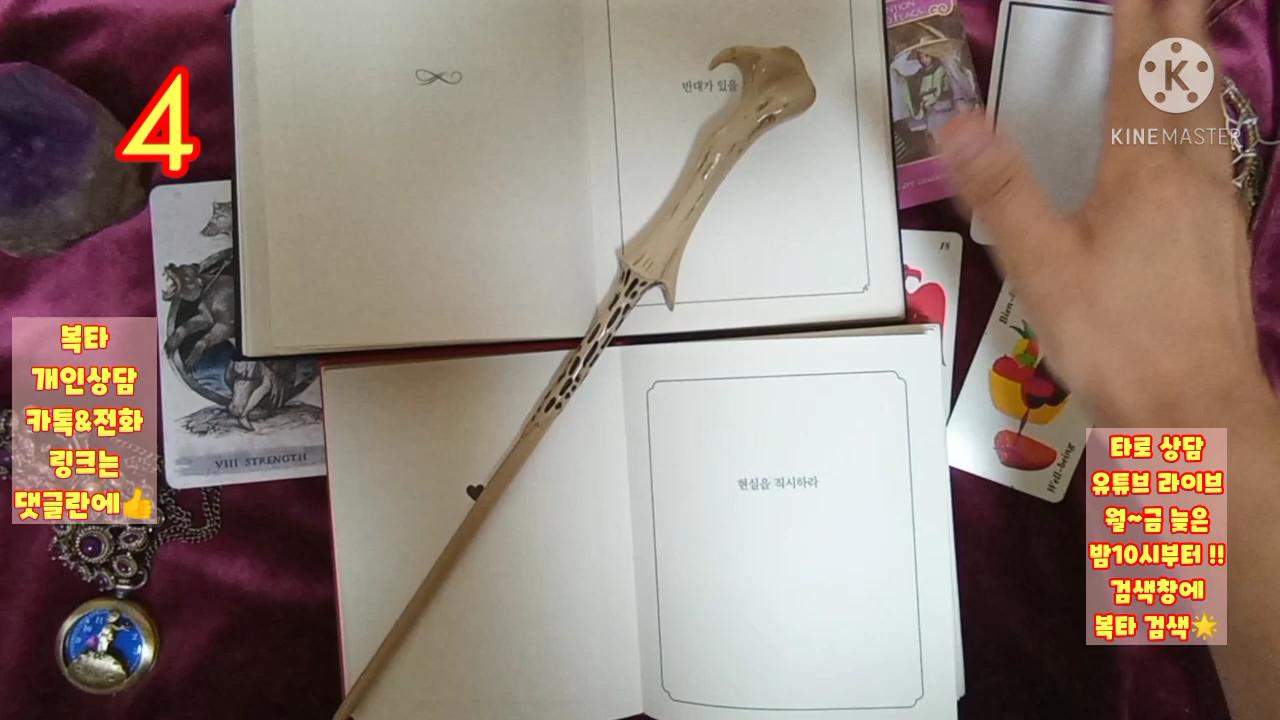 4
반대가 있을
KINEMASTER
18
Bien-
복타
개인상담
카톡&전화
링크는
댓글란에👍
VIII STRENGTH
현실을 직시하라
Well-being
타로 상담
유튜브 라이브
월~금 늦은
밤10시부터 !!
검색창에
복타 검색🌟